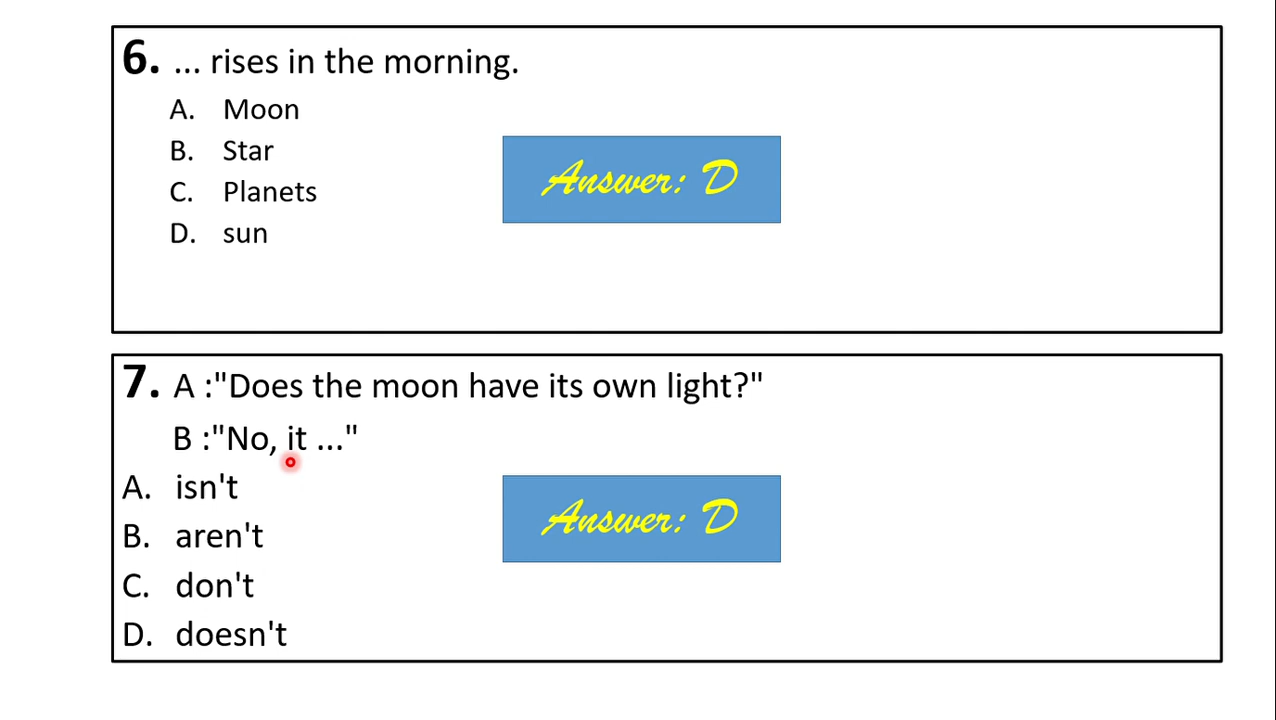 6. ... rises in the morning.
A. Moon
B. Star
C. Planets
D. sun
Answer: D
7. A :"Does the moon have its own light?"
B :"No, it ..."
A. isn't
B. aren't
C. don't
D. doesn't
Answer: D